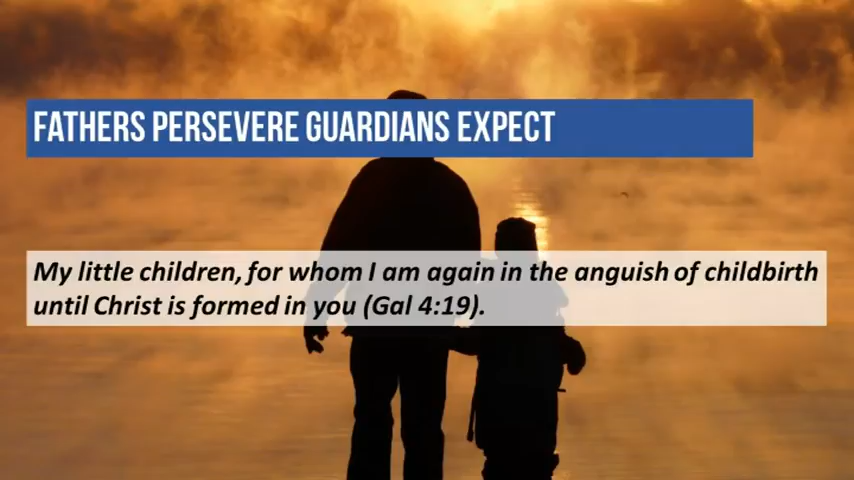 FATHERS PERSEVERE GUARDIANS EXPECT
My little children, for whom I am again in the anguish of childbirth
until Christ is formed in you (Gal 4:19).